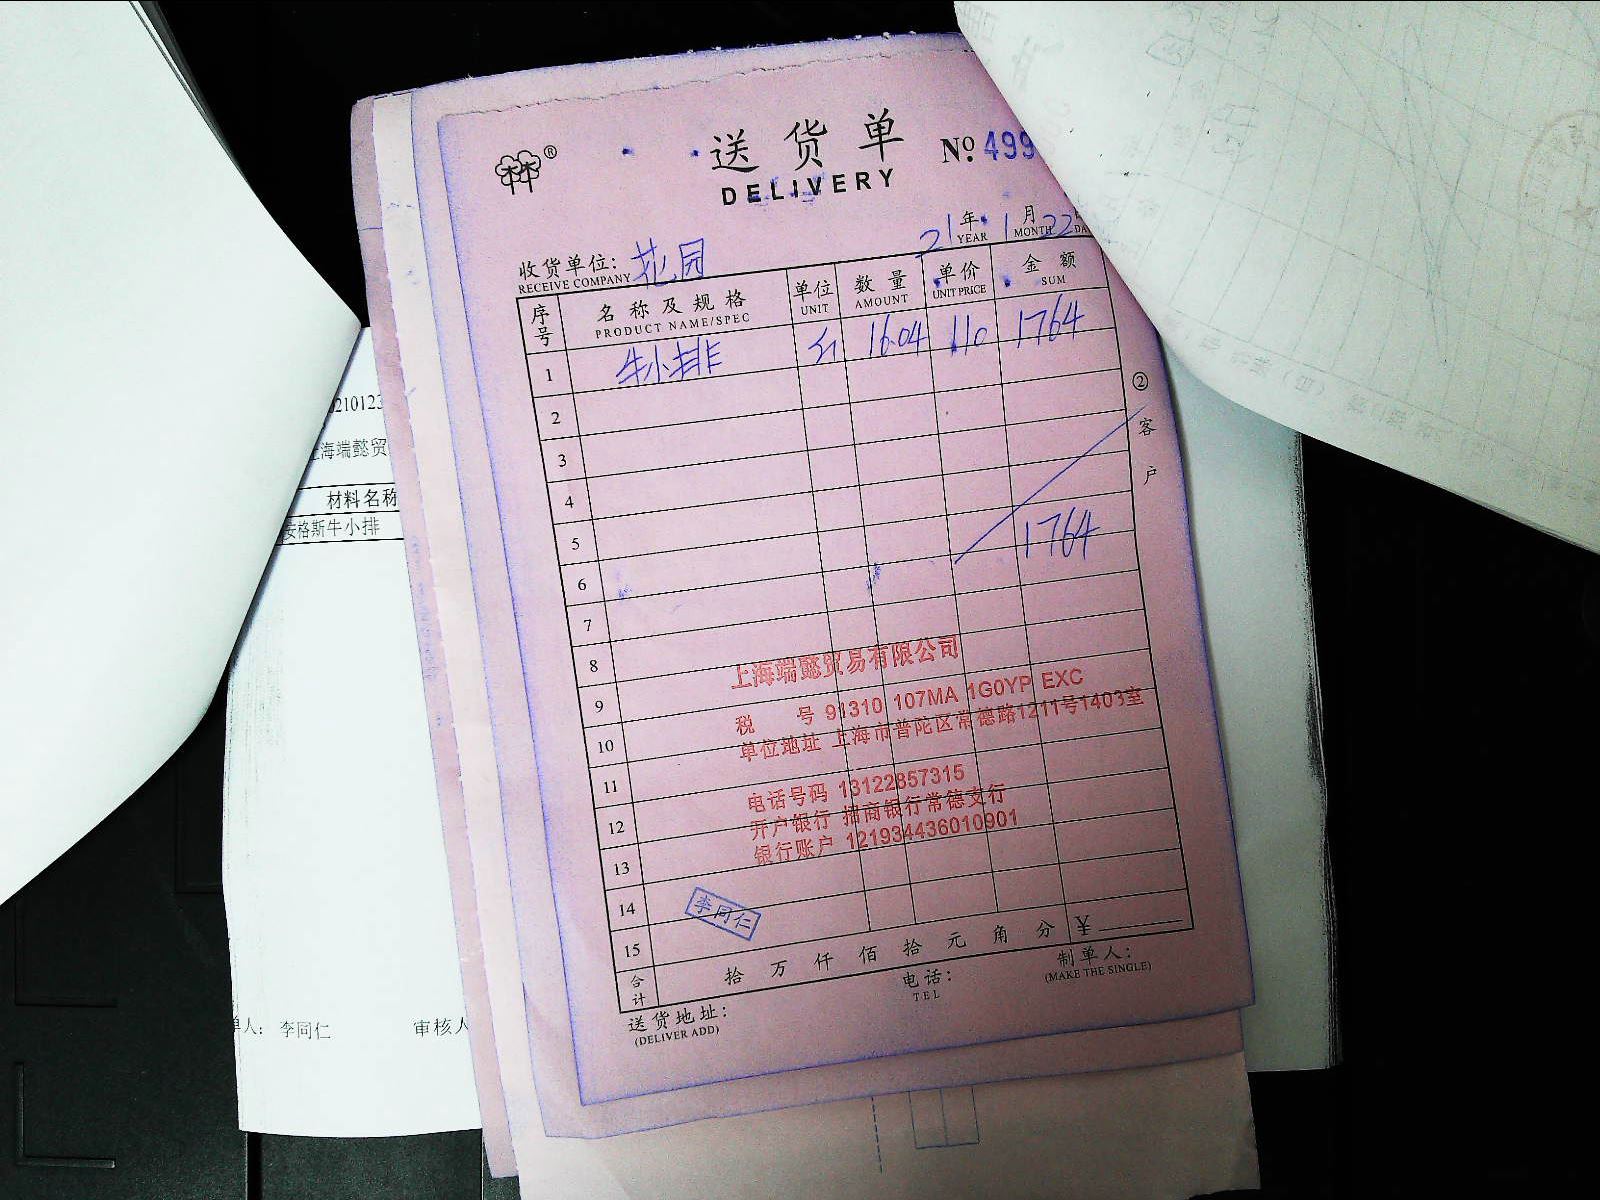 ®
送货单
DELIVERY
№ 499
21 年 1 月 22
YEAR MONTH DA
收货单位: 花园
RECEIVE COMPANY
序号 名称及规格 单位 数量 单价 金额
PRODUCT NAME/SPEC UNIT AMOUNT UNIT PRICE SUM
1 牛小排 16.04 110 1764
2
3
4
5
1764
6
7
8
9
10
11
12
13
14
15
② 客户
上海端懿贸易有限公司
税 号 91310 107MA 1G0YP EXC
单位地址 上海市普陀区常德路1211号1403室
电话号码 13122857315
开户银行 招商银行常德支行
银行账户 121934436010901
李同仁
合计 拾 万 仟 佰 拾 元 角 分 ¥
送货地址: 电话: 制单人:
(DELIVER ADD) TEL (MAKE THE SINGLE)
210123
上海端懿贸
材料名称
安格斯牛小排
单人: 李同仁 审核人